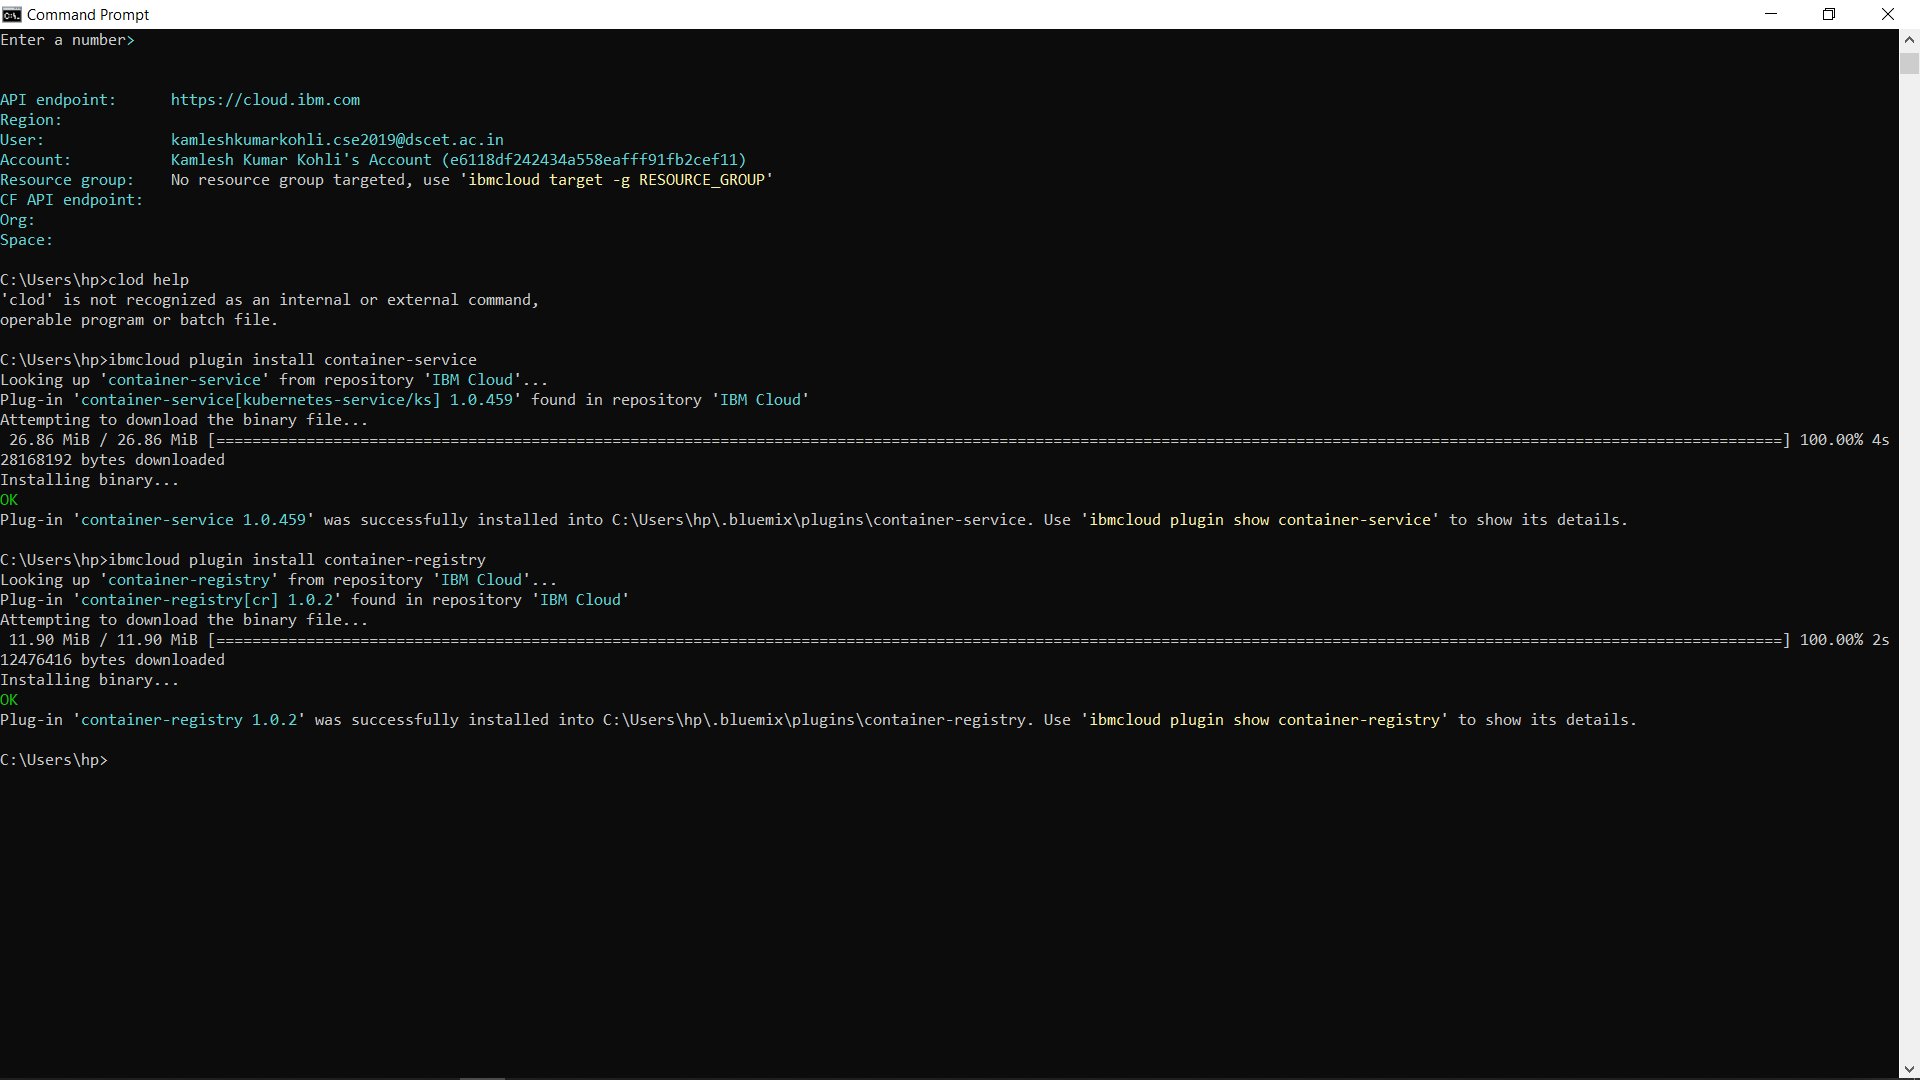 Command Prompt
Enter a number>
API endpoint:      https://cloud.ibm.com
Region:
User:              kamleshkumarkohli.cse2019@dscet.ac.in
Account:           Kamlesh Kumar Kohli's Account (e6118df242434a558eafff91fb2cef11)
Resource group:    No resource group targeted, use 'ibmcloud target -g RESOURCE_GROUP'
CF API endpoint:
Org:
Space:
C:\Users\hp>clod help
'clod' is not recognized as an internal or external command,
operable program or batch file.
C:\Users\hp>ibmcloud plugin install container-service
Looking up 'container-service' from repository 'IBM Cloud'...
Plug-in 'container-service[kubernetes-service/ks] 1.0.459' found in repository 'IBM Cloud'
Attempting to download the binary file...
 26.86 MiB / 26.86 MiB [==============================================================================================================================================================================] 100.00% 4s
28168192 bytes downloaded
Installing binary...
OK
Plug-in 'container-service 1.0.459' was successfully installed into C:\Users\hp\.bluemix\plugins\container-service. Use 'ibmcloud plugin show container-service' to show its details.
C:\Users\hp>ibmcloud plugin install container-registry
Looking up 'container-registry' from repository 'IBM Cloud'...
Plug-in 'container-registry[cr] 1.0.2' found in repository 'IBM Cloud'
Attempting to download the binary file...
 11.90 MiB / 11.90 MiB [==============================================================================================================================================================================] 100.00% 2s
12476416 bytes downloaded
Installing binary...
OK
Plug-in 'container-registry 1.0.2' was successfully installed into C:\Users\hp\.bluemix\plugins\container-registry. Use 'ibmcloud plugin show container-registry' to show its details.
C:\Users\hp>